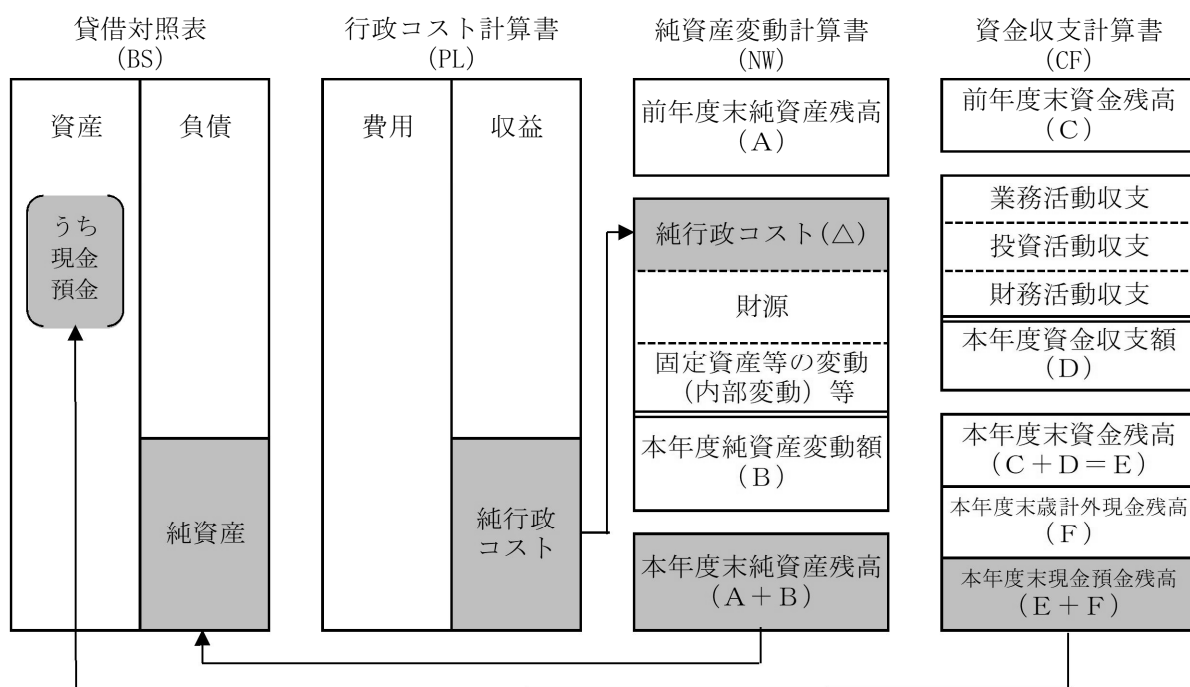 貸借対照表
(BS)
資産
負債
うち
現金
預金
純資産
行政コスト計算書
(PL)
費用
収益
純行政
コスト
純資産変動計算書
(NW)
前年度末純資産残高
(A)
純行政コスト(△)
財源
固定資産等の変動
(内部変動)等
本年度純資産変動額
(B)
本年度末純資産残高
(A+B)
資金収支計算書
(CF)
前年度末資金残高
(C)
業務活動収支
投資活動収支
財務活動収支
本年度資金収支額
(D)
本年度末資金残高
(C+D=E)
本年度末歳計外現金残高
(F)
本年度末現金預金残高
(E+F)